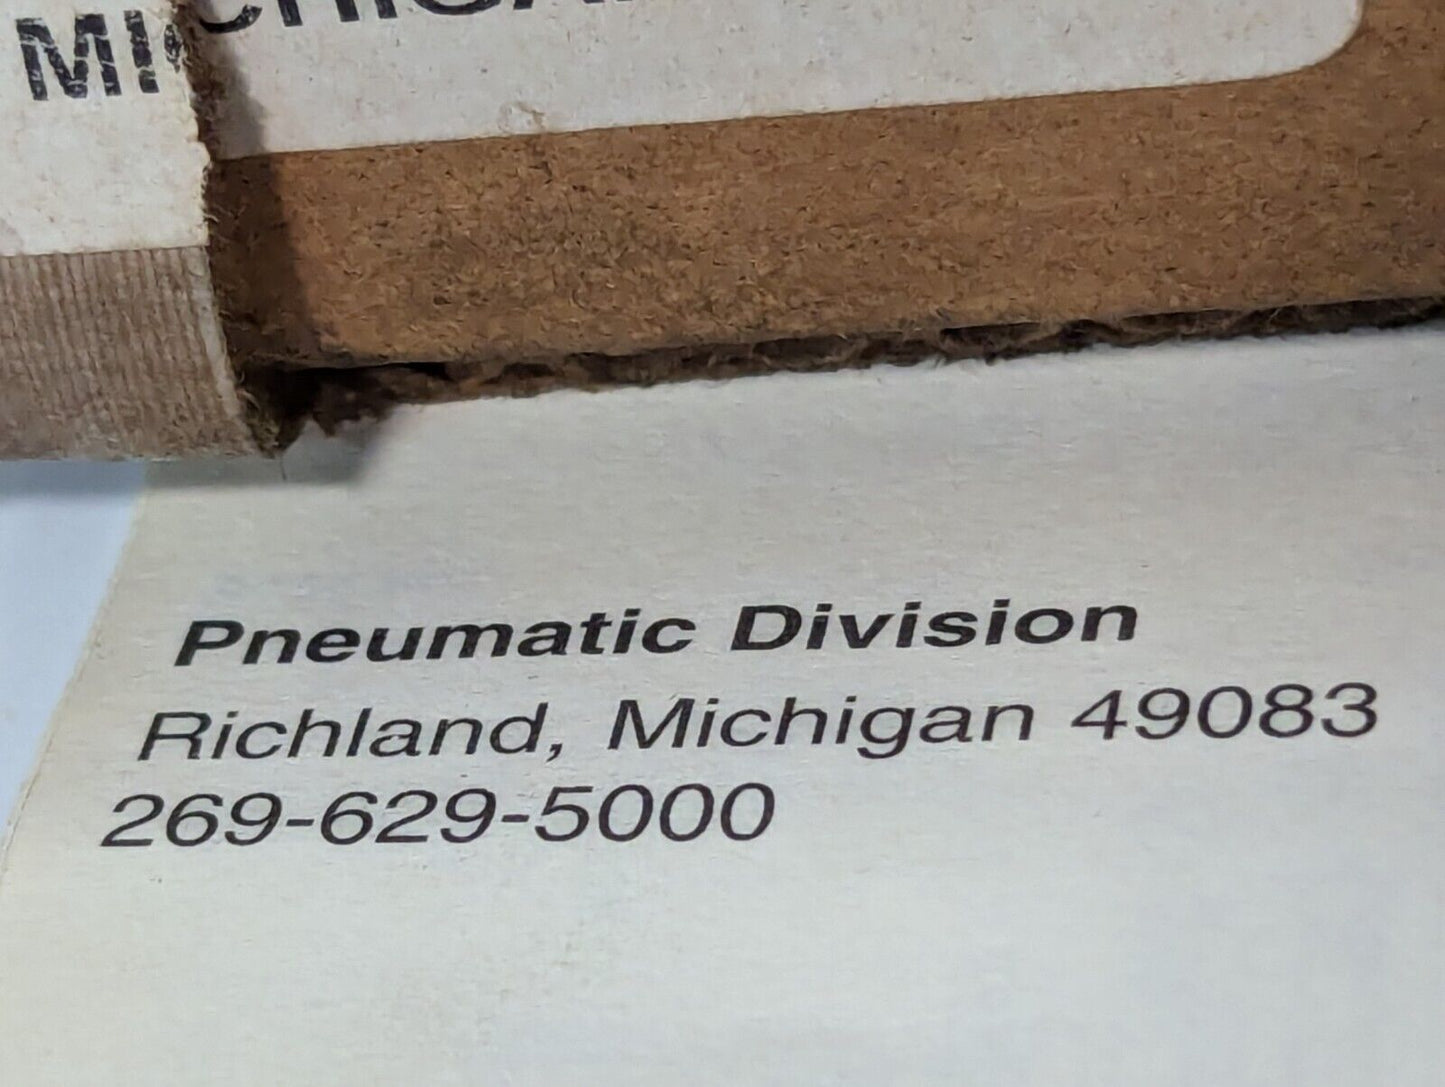 Pneumatic Division
Richland, Michigan 49083
269-629-5000